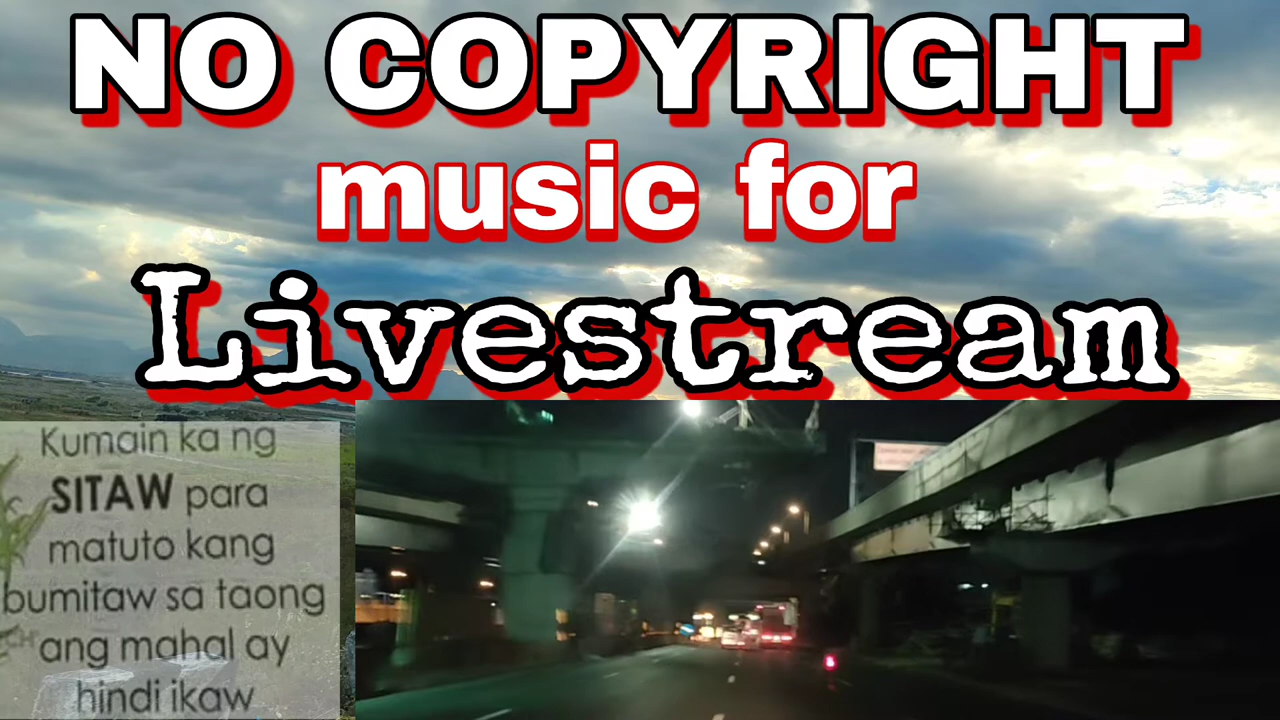 NO COPYRIGHT
music for
Livestream
Kumain ka ng
SITAW para
matuto kang
bumitaw sa taong
ang mahal ay
hindi ikaw